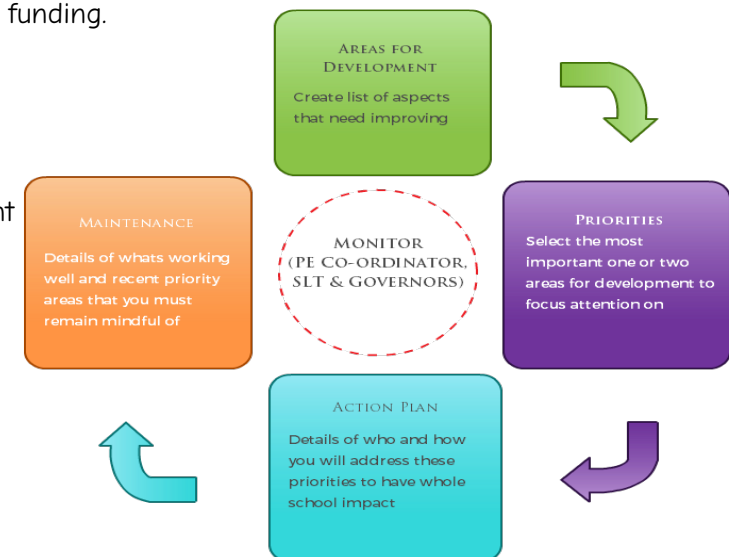 funding.
AREAS FOR
DEVELOPMENT
Create list of aspects
that need improving
PRIORITIES
Select the most
important one or two
areas for development to
focus attention on
ACTION PLAN
Details of who and how
you will address these
priorities to have whole
school impact
nt
MAINTENANCE
Details of whats working
well and recent priority
areas that you must
remain mindful of
MONITOR
(PE CO-ORDINATOR,
SLT & GOVERNORS)